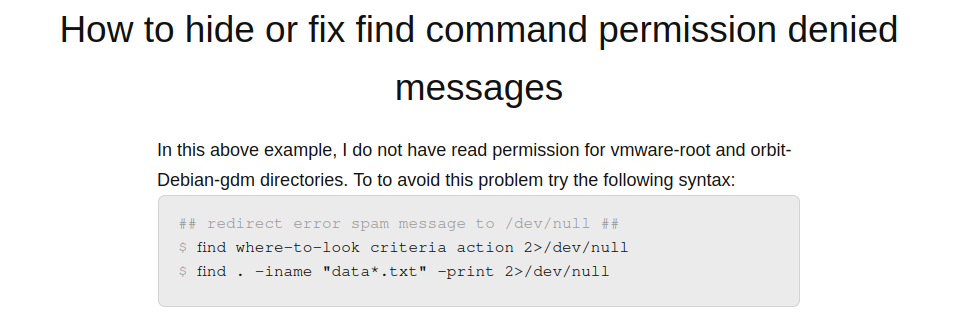 How to hide or fix find command permission denied
messages
In this above example, I do not have read permission for vmware-root and orbit-
Debian-gdm directories. To to avoid this problem try the following syntax:
## redirect error spam message to /dev/null ##
$ find where-to-look criteria action 2>/dev/null
$ find . -iname "data*.txt" -print 2>/dev/null